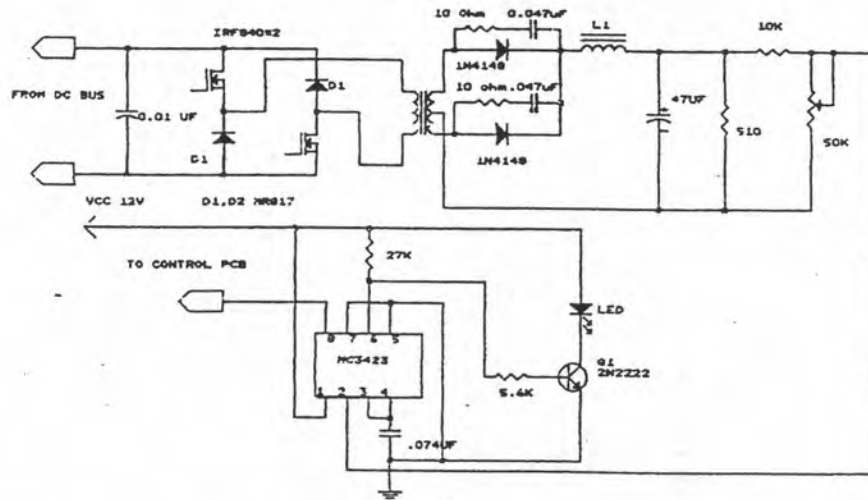 10 Ohm 0.047uF
IRF840*2
L1
10K
1N4148
FROM DC BUS
0.01 UF
D1
10 ohm .047uF
47UF
510
50K
D1
1N4148
VCC 12V
D1,D2 MR817
27K
TO CONTROL PCB
LED
8 7 6 5
MC3423
Q1
2N2222
1 2 3 4
5.6K
.074UF